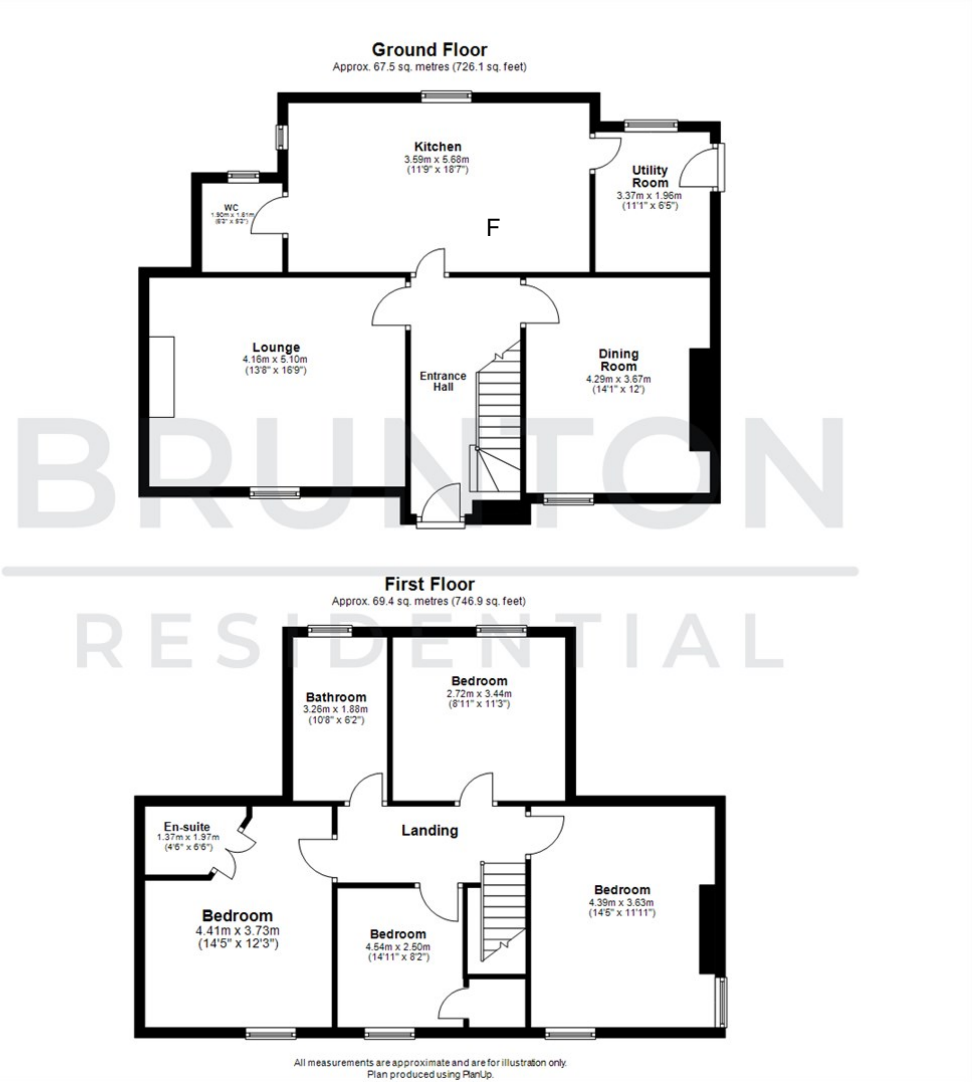 Ground Floor
Approx. 67.5 sq. metres (726.1 sq. feet)
Kitchen
3.59m x 5.68m
(11'9" x 18'7")
Utility
Room
3.37m x 1.96m
(11'1" x 6'5")
WC
F
Lounge
4.16m x 5.10m
(13'8" x 16'9")
Entrance
Hall
Dining
Room
4.29m x 3.67m
(14'1" x 12')
BRUNTON
RESIDENTIAL
First Floor
Approx. 69.4 sq. metres (746.9 sq. feet)
Bathroom
3.26m x 1.88m
(10'8" x 6'2")
Bedroom
2.72m x 3.44m
(8'11" x 11'3")
En-suite
1.37m x 1.97m
(4'6" x 6'6")
Landing
Bedroom
4.41m x 3.73m
(14'5" x 12'3")
Bedroom
4.54m x 2.50m
(14'11" x 8'2")
Bedroom
4.39m x 3.63m
(14'5" x 11'11")
All measurements are approximate and are for illustration only.
Plan produced using PlanUp.